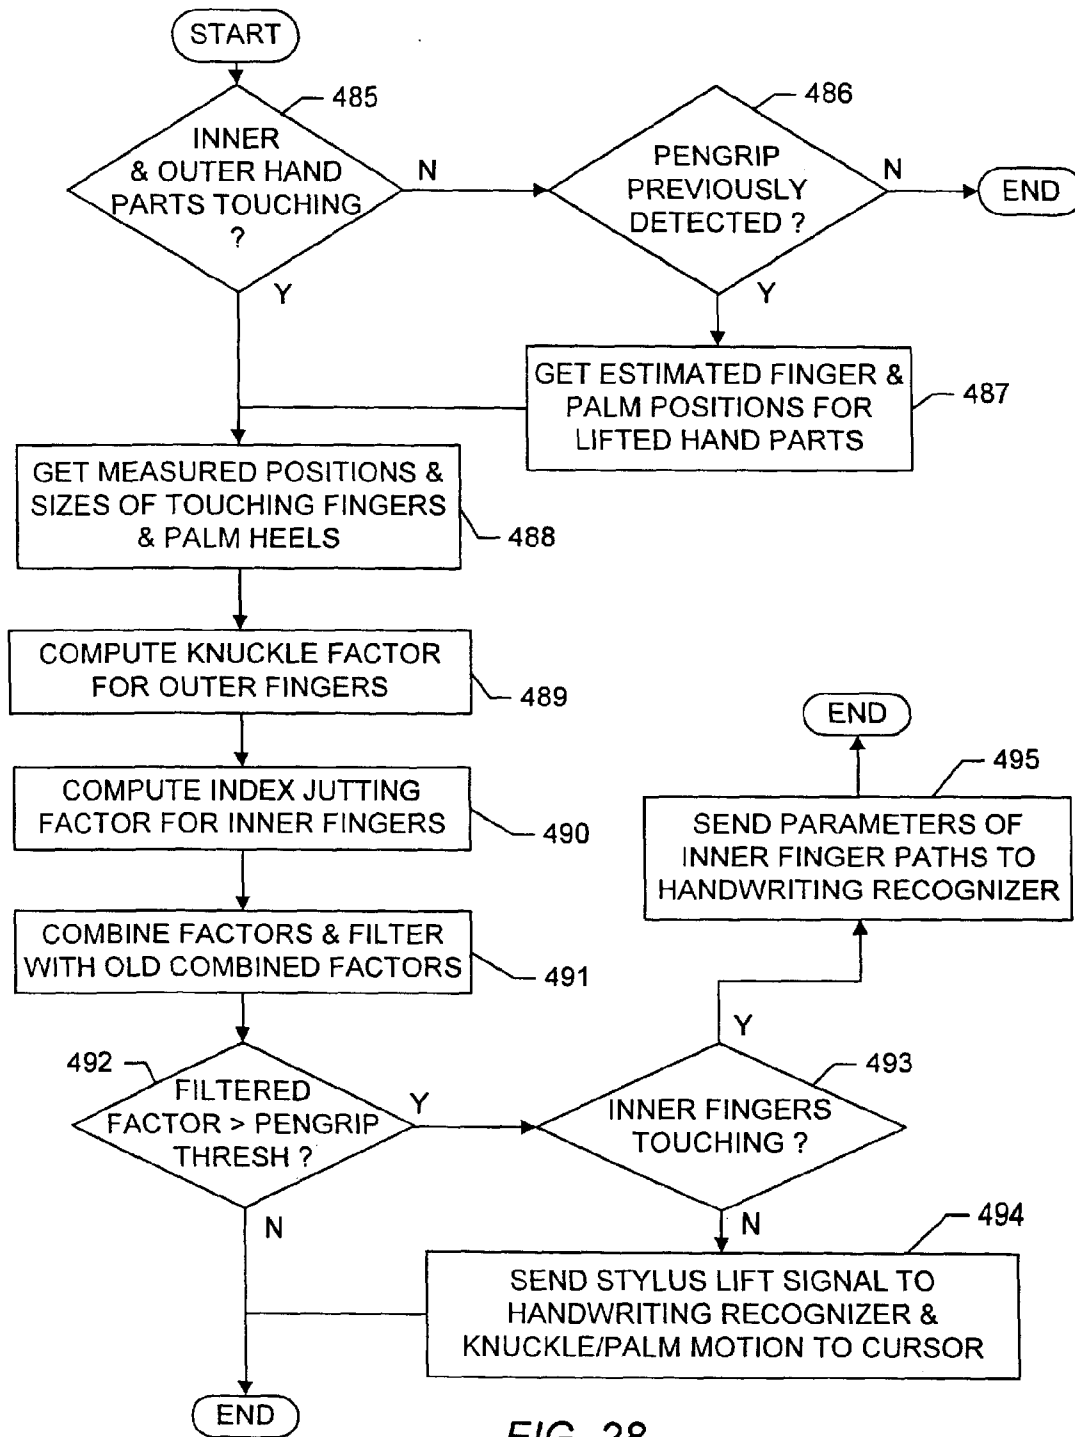 START
485
INNER
& OUTER HAND
PARTS TOUCHING
?
N
Y
486
PENGRIP
PREVIOUSLY
DETECTED ?
N
END
Y
GET ESTIMATED FINGER &
PALM POSITIONS FOR
LIFTED HAND PARTS
487
GET MEASURED POSITIONS &
SIZES OF TOUCHING FINGERS
& PALM HEELS
488
COMPUTE KNUCKLE FACTOR
FOR OUTER FINGERS
489
COMPUTE INDEX JUTTING
FACTOR FOR INNER FINGERS
490
COMBINE FACTORS & FILTER
WITH OLD COMBINED FACTORS
491
492
FILTERED
FACTOR > PENGRIP
THRESH ?
Y
N
END
495
SEND PARAMETERS OF
INNER FINGER PATHS TO
HANDWRITING RECOGNIZER
Y
493
INNER FINGERS
TOUCHING ?
N
494
SEND STYLUS LIFT SIGNAL TO
HANDWRITING RECOGNIZER &
KNUCKLE/PALM MOTION TO CURSOR
END
FIG. 28